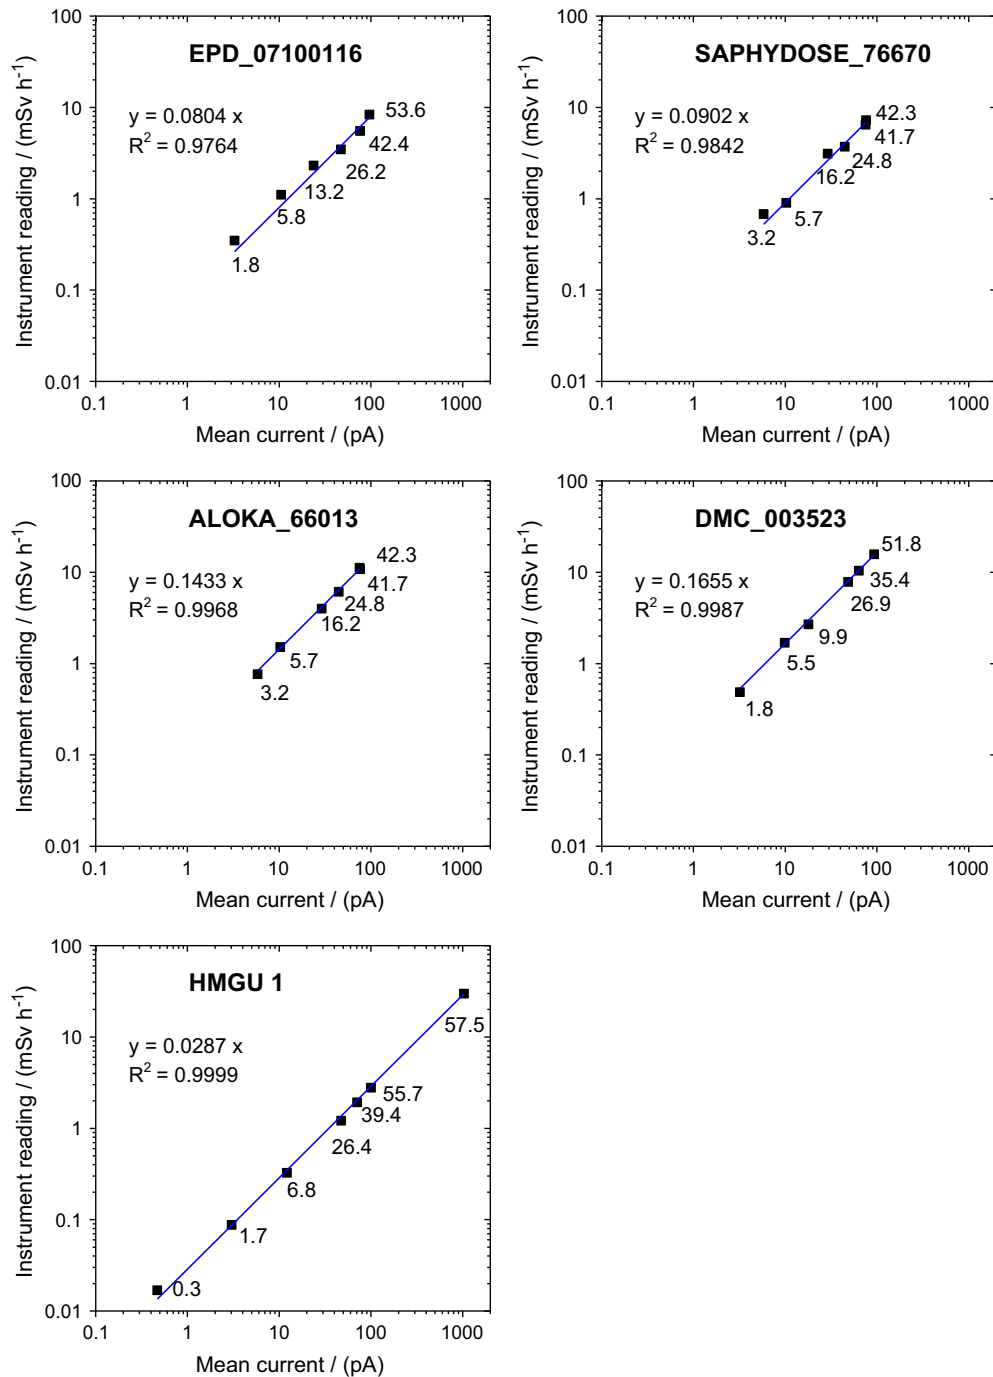 EPD_07100116
y = 0.0804 x
R² = 0.9764
53.6
42.4
26.2
13.2
5.8
1.8
100
10
1
0.1
0.01
0.1 1 10 100 1000
Instrument reading / (mSv h⁻¹)
Mean current / (pA)
SAPHYDOSE_76670
y = 0.0902 x
R² = 0.9842
42.3
41.7
24.8
16.2
5.7
3.2
100
10
1
0.1
0.01
0.1 1 10 100 1000
Instrument reading / (mSv h⁻¹)
Mean current / (pA)
ALOKA_66013
y = 0.1433 x
R² = 0.9968
42.3
41.7
24.8
16.2
5.7
3.2
100
10
1
0.1
0.01
0.1 1 10 100 1000
Instrument reading / (mSv h⁻¹)
Mean current / (pA)
DMC_003523
y = 0.1655 x
R² = 0.9987
51.8
35.4
26.9
9.9
5.5
1.8
100
10
1
0.1
0.01
0.1 1 10 100 1000
Instrument reading / (mSv h⁻¹)
Mean current / (pA)
HMGU 1
y = 0.0287 x
R² = 0.9999
57.5
55.7
39.4
26.4
6.8
1.7
0.3
100
10
1
0.1
0.01
0.1 1 10 100 1000
Instrument reading / (mSv h⁻¹)
Mean current / (pA)